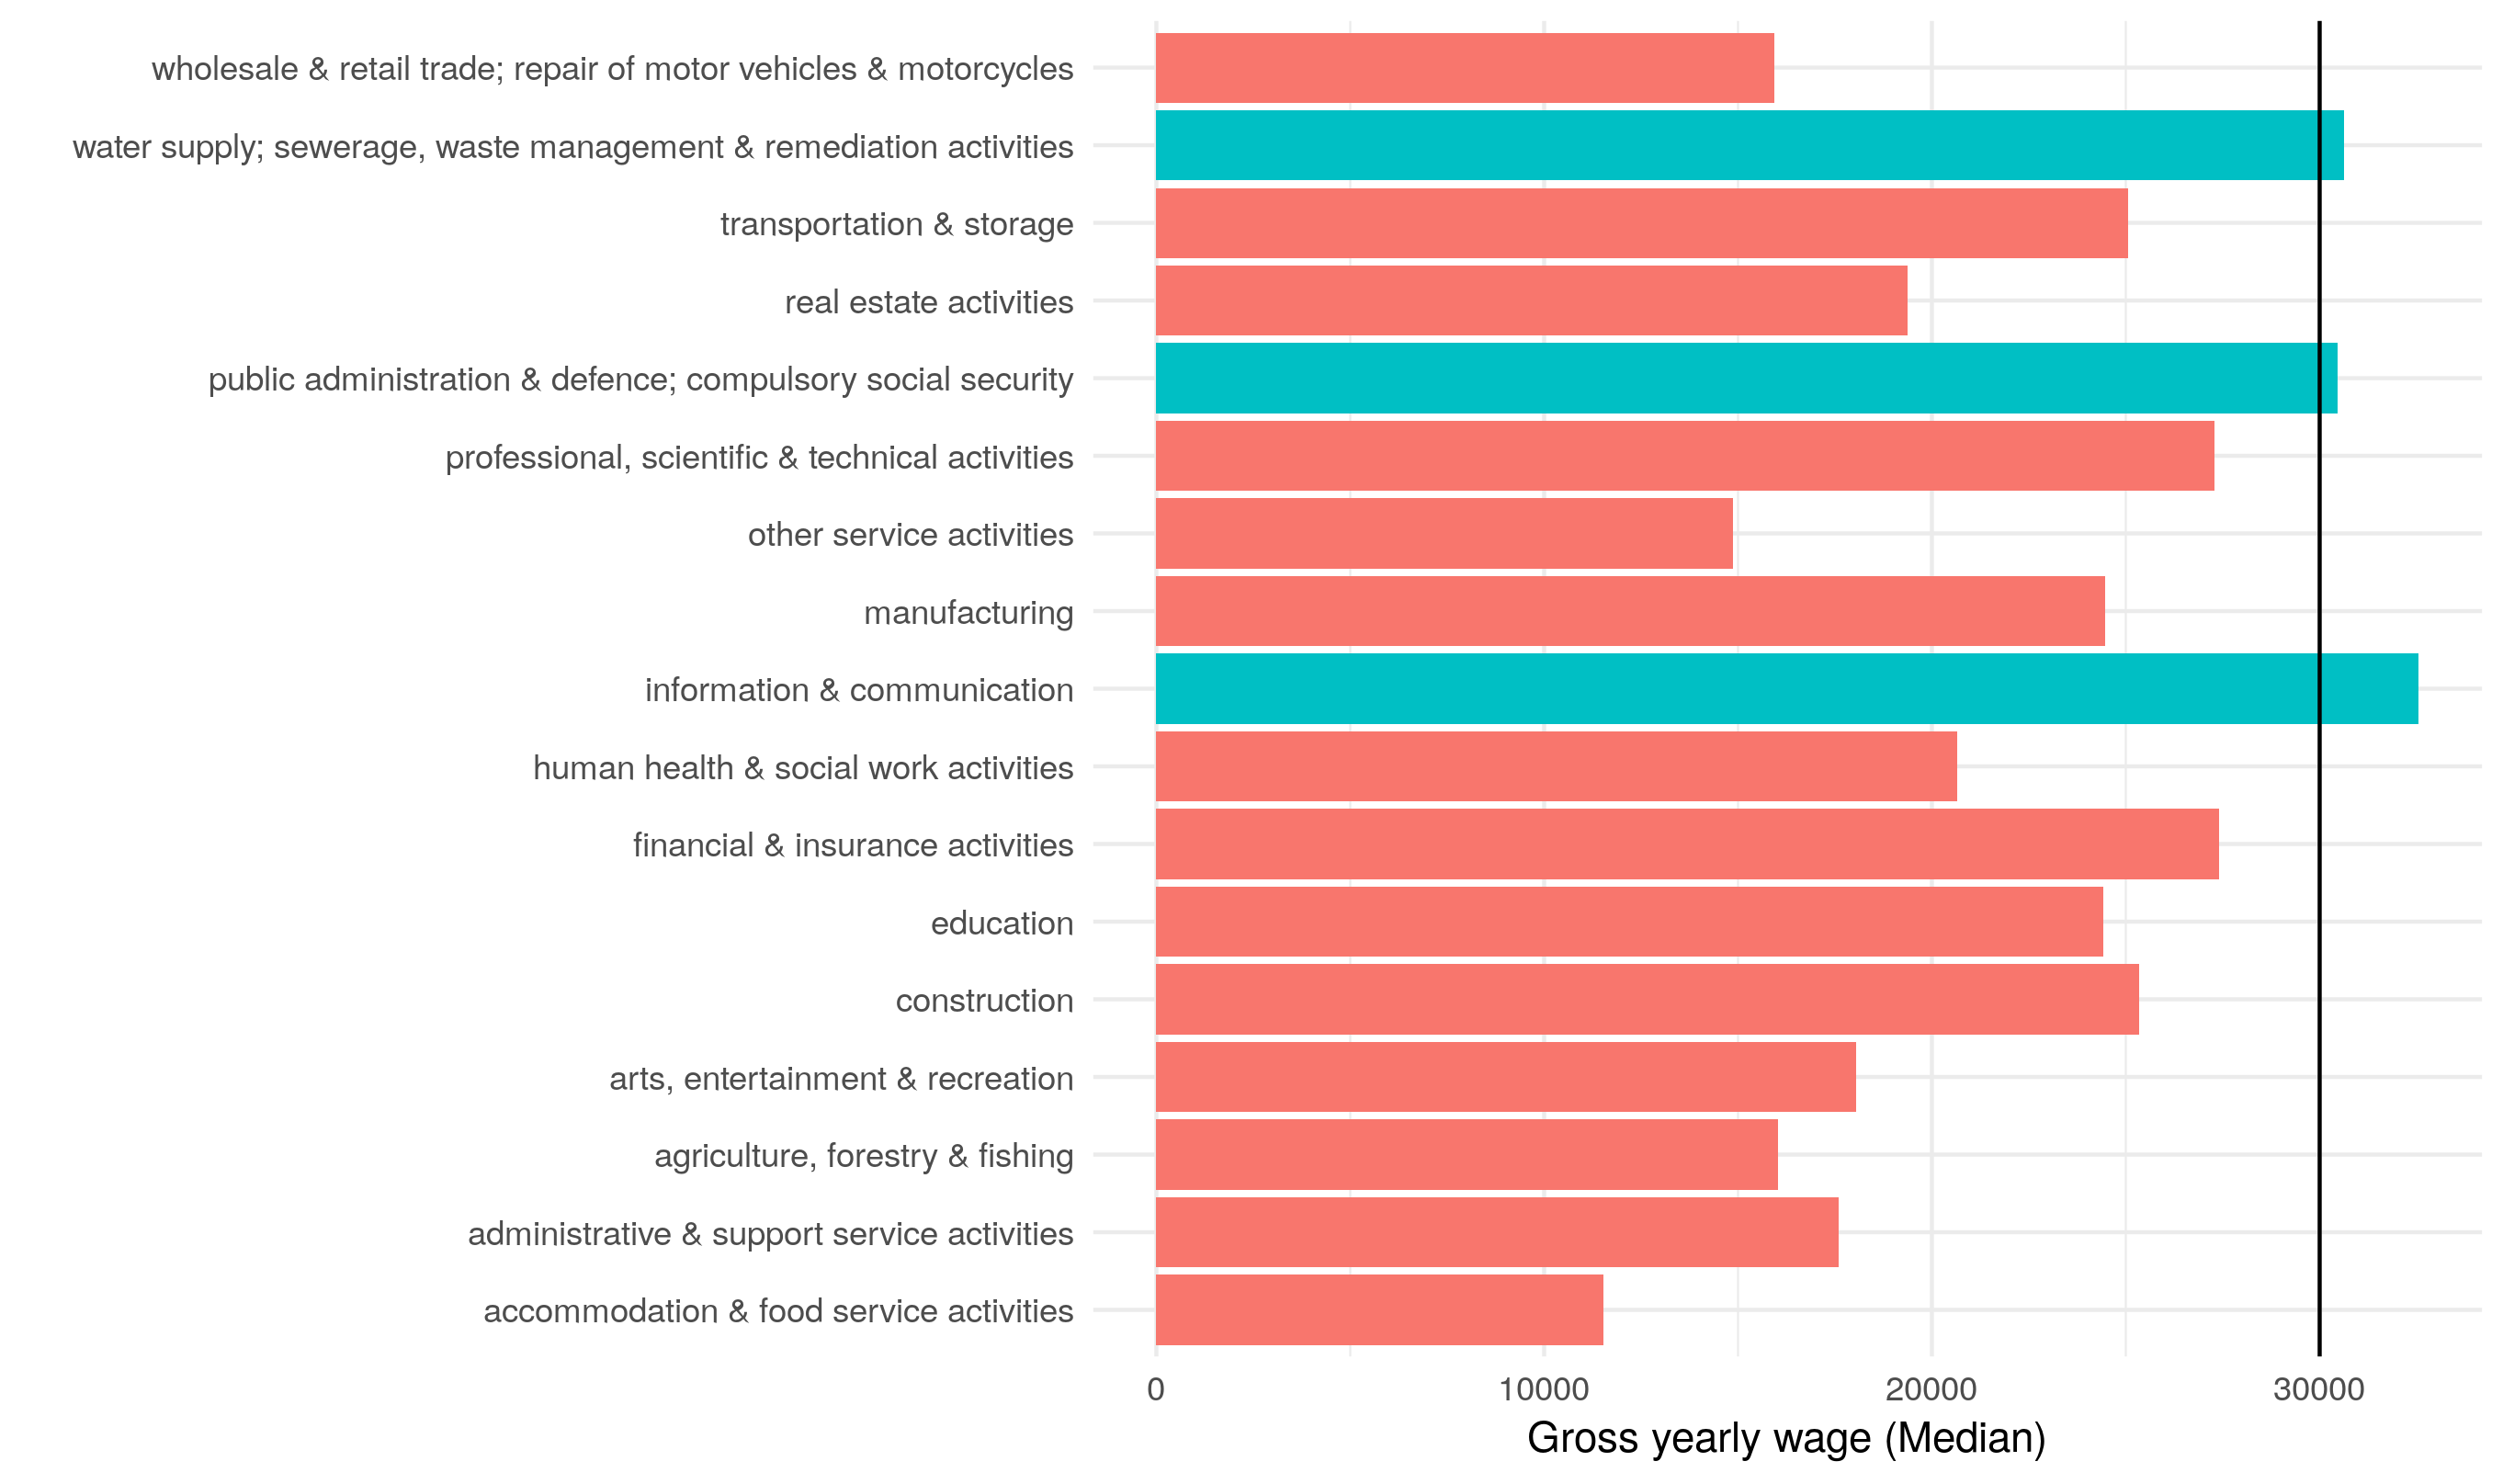 wholesale & retail trade; repair of motor vehicles & motorcycles
water supply; sewerage, waste management & remediation activities
transportation & storage
real estate activities
public administration & defence; compulsory social security
professional, scientific & technical activities
other service activities
manufacturing
information & communication
human health & social work activities
financial & insurance activities
education
construction
arts, entertainment & recreation
agriculture, forestry & fishing
administrative & support service activities
accommodation & food service activities
0 10000 20000 30000
Gross yearly wage (Median)